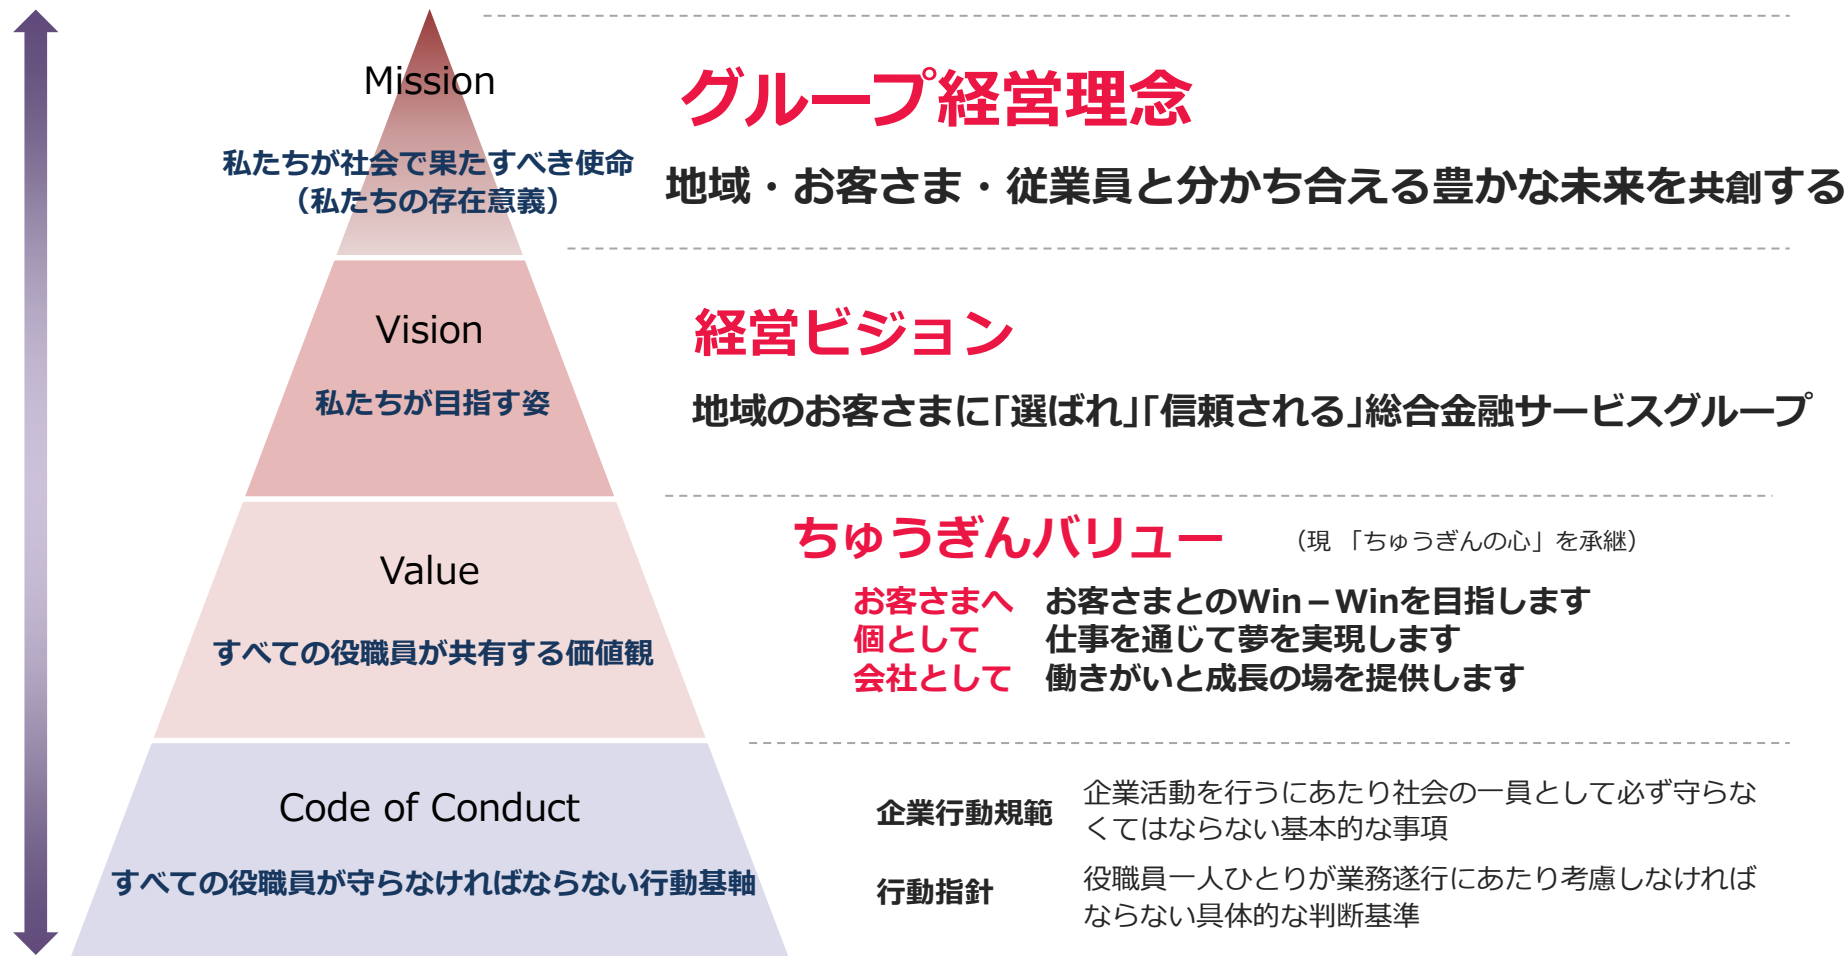 Mission
私たちが社会で果たすべき使命
（私たちの存在意義）
グループ経営理念
地域・お客さま・従業員と分かち合える豊かな未来を共創する
Vision
私たちが目指す姿
経営ビジョン
地域のお客さまに「選ばれ」「信頼される」総合金融サービスグループ
Value
すべての役職員が共有する価値観
ちゅうぎんバリュー （現 「ちゅうぎんの心」を承継）
お客さまへ お客さまとのWin－Winを目指します
個として 仕事を通じて夢を実現します
会社として 働きがいと成長の場を提供します
Code of Conduct
すべての役職員が守らなければならない行動基軸
企業行動規範
企業活動を行うにあたり社会の一員として必ず守らな
くてはならない基本的な事項
行動指針
役職員一人ひとりが業務遂行にあたり考慮しなければ
ならない具体的な判断基準